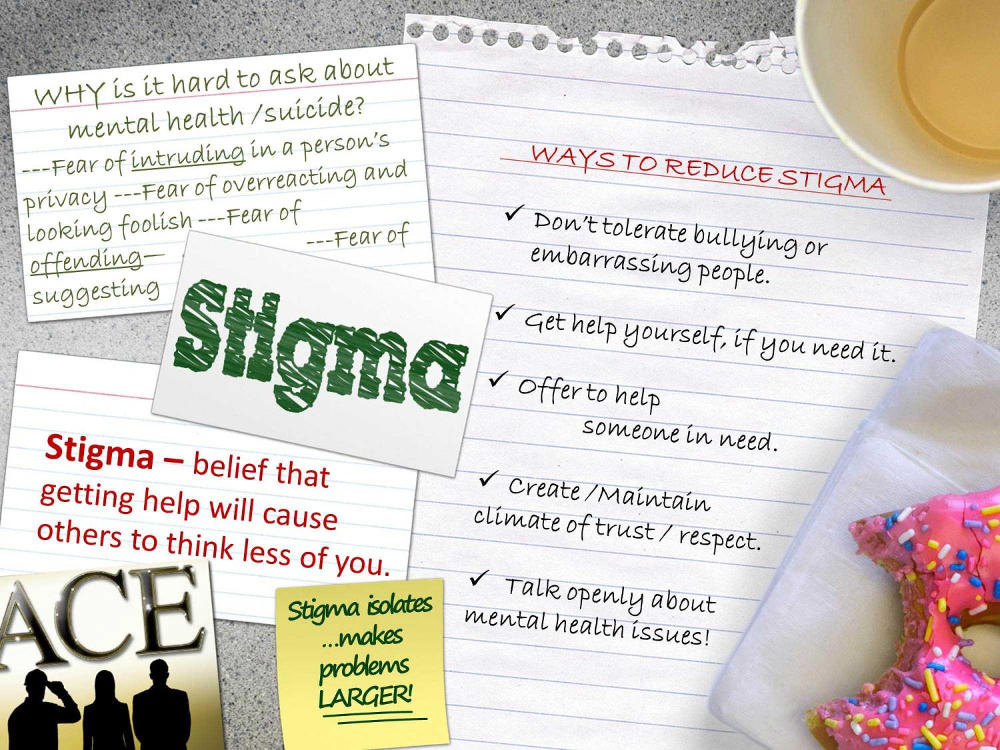 WHY is it hard to ask about
mental health /suicide?
---Fear of intruding in a person's
privacy ---Fear of overreacting and
looking foolish ---Fear of
offending— ---Fear of
suggesting
Stigma
Stigma – belief that
getting help will cause
others to think less of you.
ACE
Stigma isolates
...makes
problems
LARGER!
WAYS TO REDUCE STIGMA
✓ Don't tolerate bullying or
embarrassing people.
✓ Get help yourself, if you need it.
✓ Offer to help
someone in need.
✓ Create /Maintain
climate of trust / respect.
✓ Talk openly about
mental health issues!